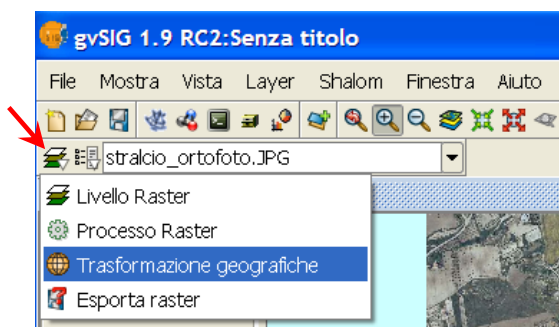 gvSIG 1.9 RC2:Senza titolo
File Mostra Vista Layer Shalom Finestra Aiuto
stralcio_ortofoto.JPG
Livello Raster
Processo Raster
Trasformazione geografiche
Esporta raster